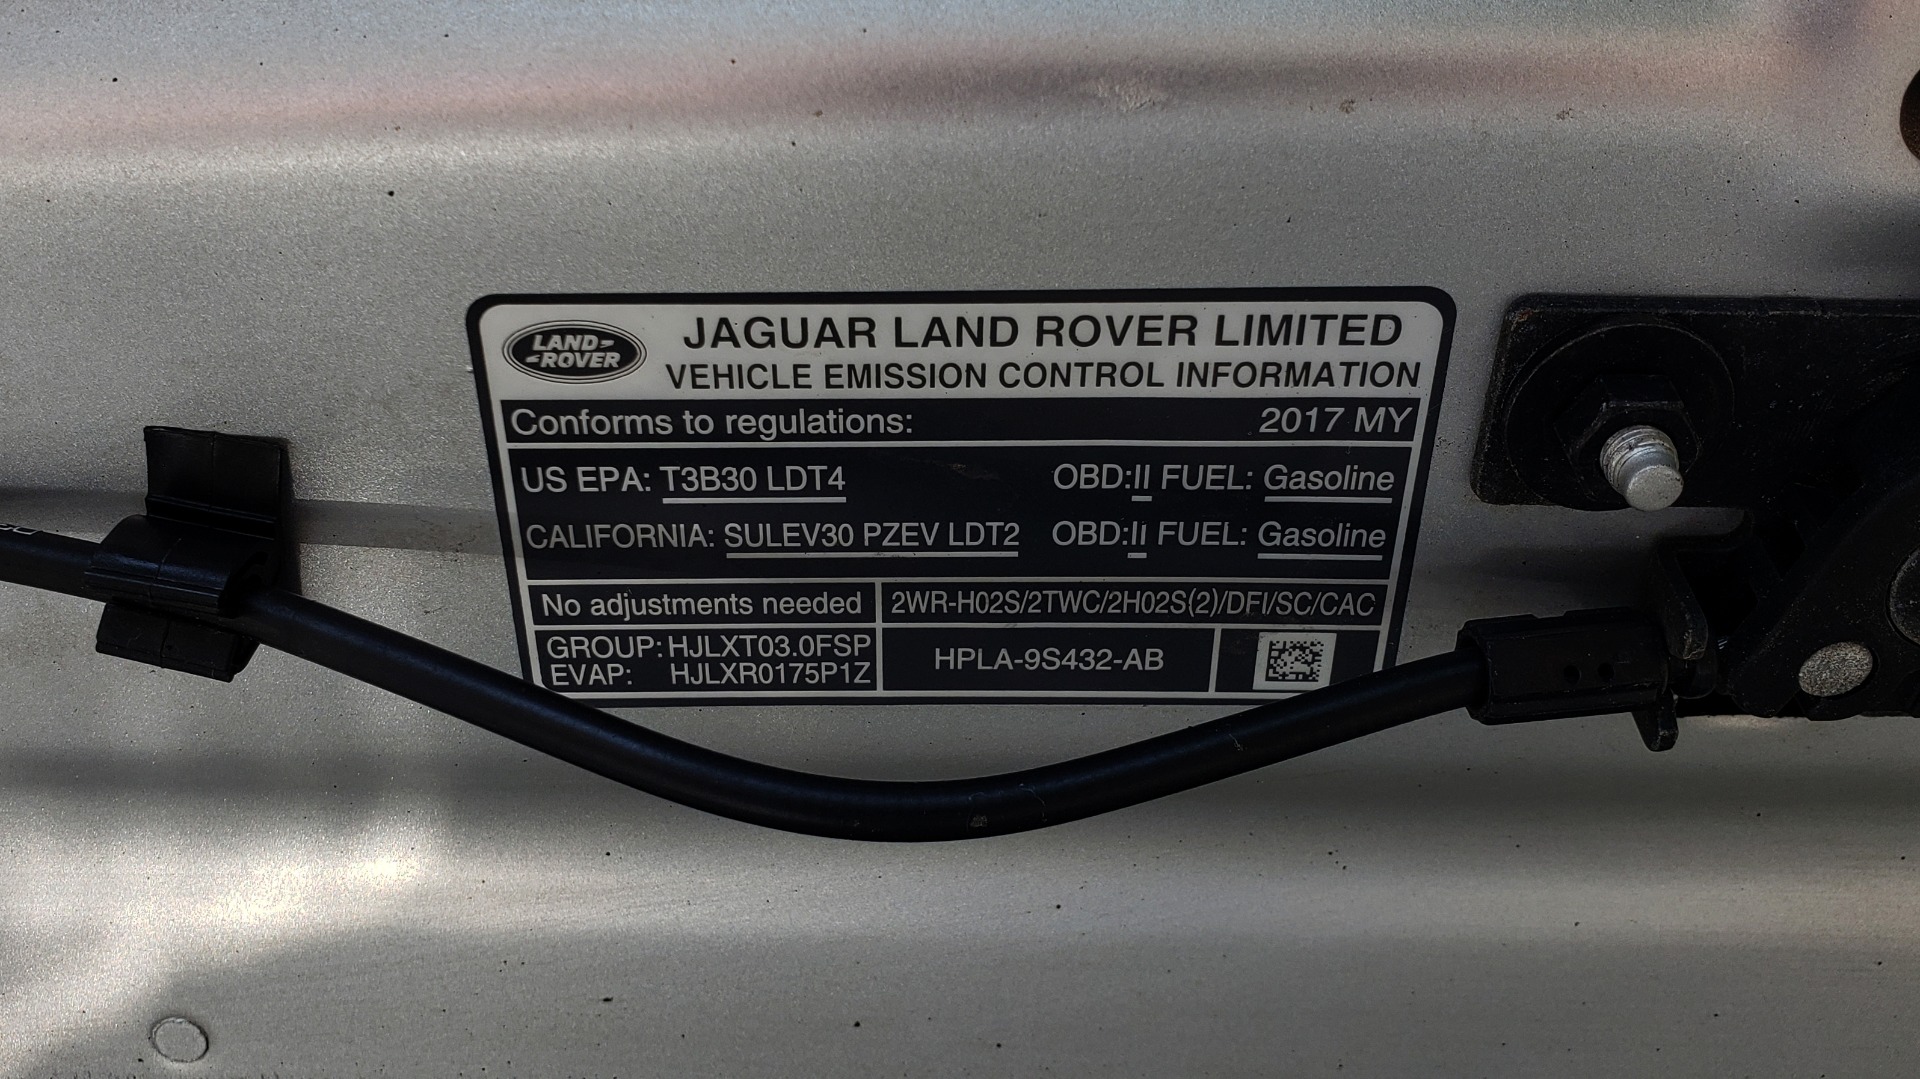 LAND-
-ROVER
JAGUAR LAND ROVER LIMITED
VEHICLE EMISSION CONTROL INFORMATION
Conforms to regulations: 2017 MY
US EPA: T3B30 LDT4 OBD:II FUEL: Gasoline
CALIFORNIA: SULEV30 PZEV LDT2 OBD:II FUEL: Gasoline
No adjustments needed 2WR-HO2S/2TWC/2HO2S(2)/DFI/SC/CAC
GROUP: HJLXT03.0FSP
EVAP: HJLXR0175P1Z
HPLA-9S432-AB